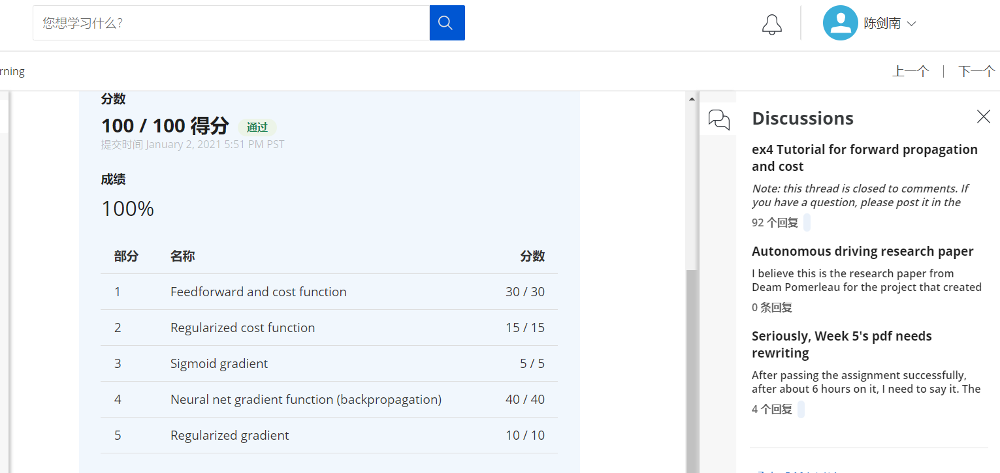 您想学习什么?
陈剑南
rning
上一个 | 下一个
分数
100 / 100 得分 通过
提交时间 January 2, 2021 5:51 PM PST
成绩
100%
部分 名称 分数
1 Feedforward and cost function 30 / 30
2 Regularized cost function 15 / 15
3 Sigmoid gradient 5 / 5
4 Neural net gradient function (backpropagation) 40 / 40
5 Regularized gradient 10 / 10
Discussions
ex4 Tutorial for forward propagation
and cost
Note: this thread is closed to comments. If
you have a question, please post it in the
92 个回复
Autonomous driving research paper
I believe this is the research paper from
Deam Pomerleau for the project that created
0 条回复
Seriously, Week 5's pdf needs
rewriting
After passing the assignment successfully,
after about 6 hours on it, I need to say it. The
4 个回复